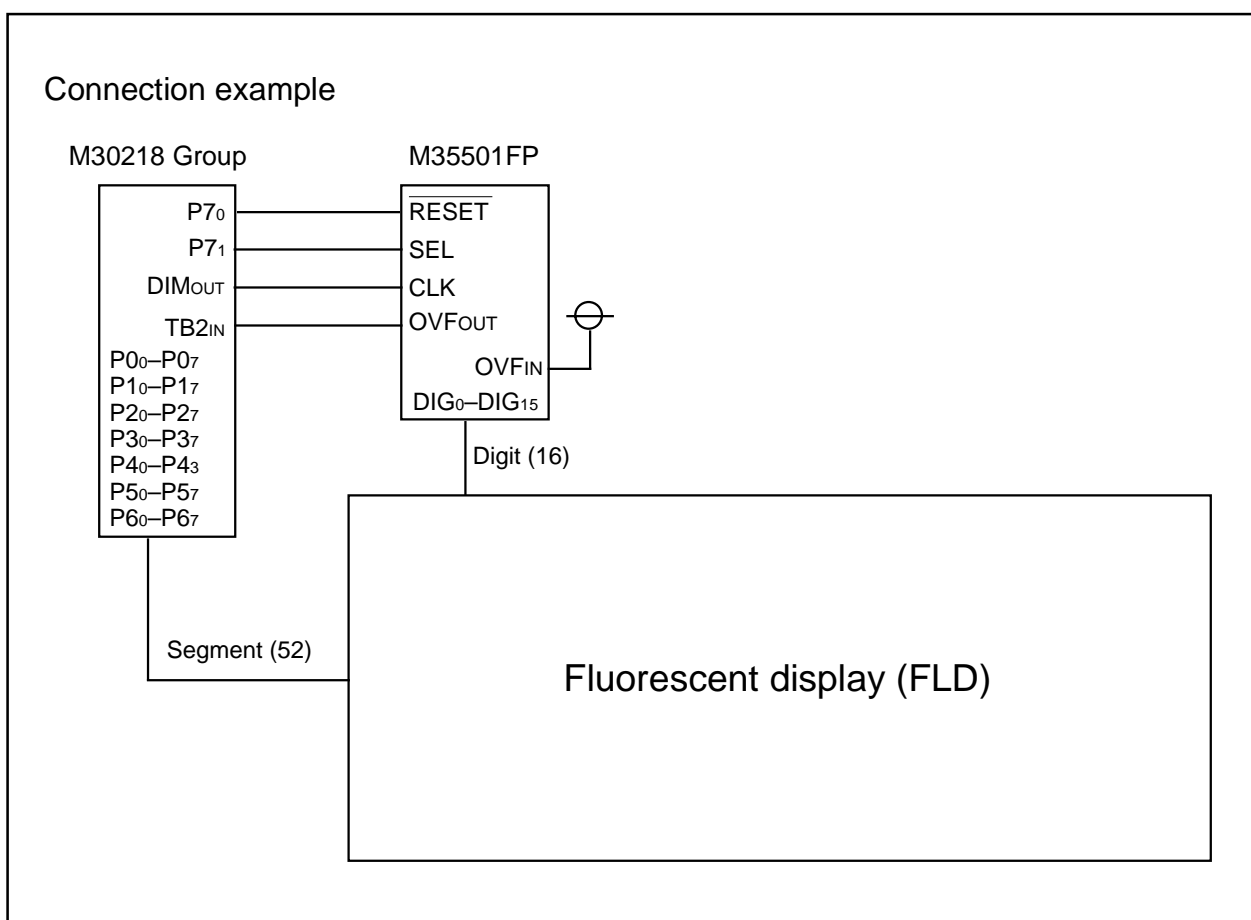 Connection example
M30218 Group
M35501FP
P70
P71
DIMOUT
TB2IN
P00–P07
P10–P17
P20–P27
P30–P37
P40–P43
P50–P57
P60–P67
RESET
SEL
CLK
OVFOUT
OVFIN
DIG0–DIG15
Digit (16)
Segment (52)
Fluorescent display (FLD)